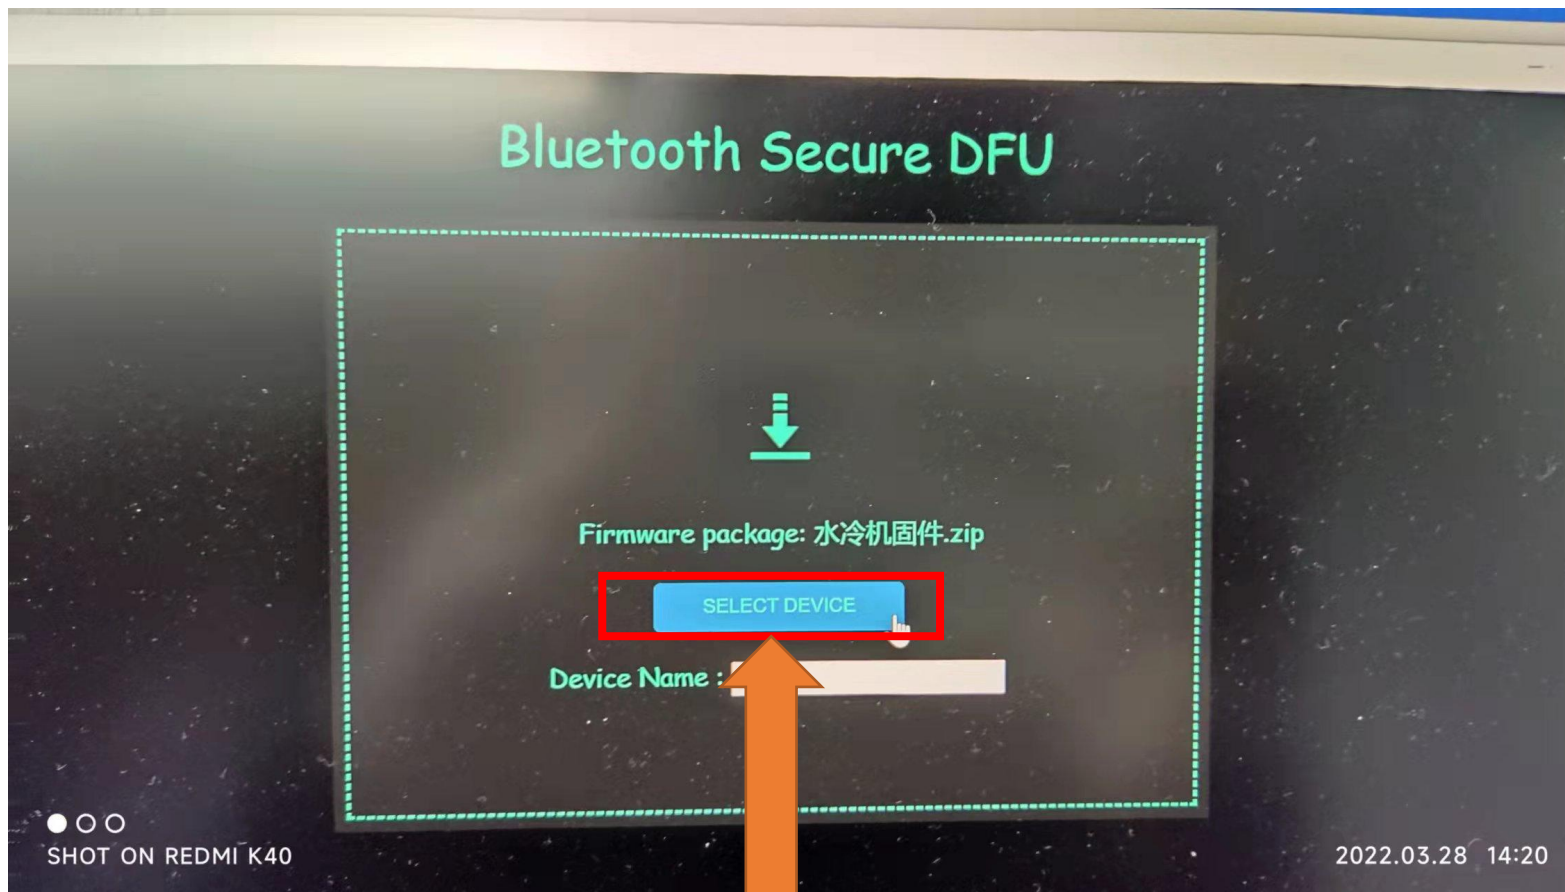 Bluetooth Secure DFU
Firmware package: 水冷机固件.zip
SELECT DEVICE
Device Name :
SHOT ON REDMI K40
2022.03.28 14:20